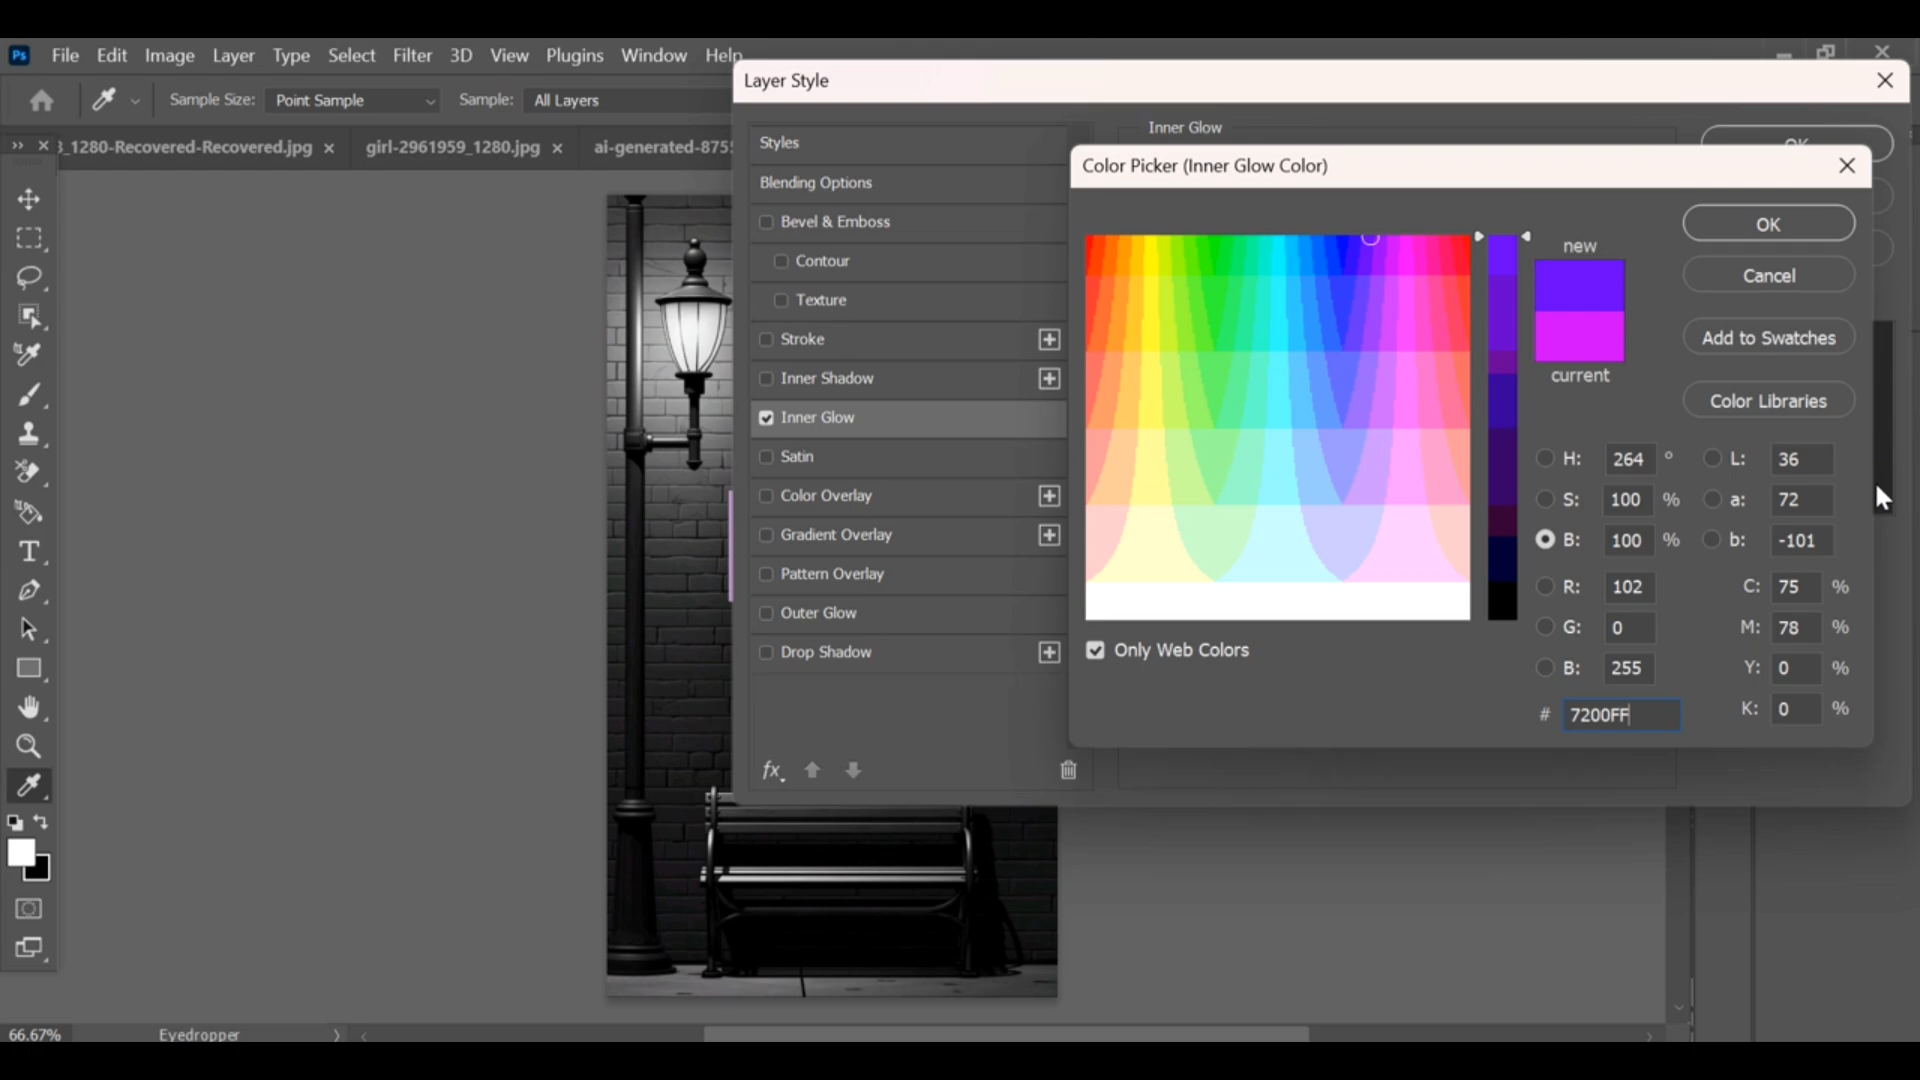 Ps File Edit Image Layer Type Select Filter 3D View Plugins Window Help
Sample Size: Point Sample Sample: All Layers
3_1280-Recovered-Recovered.jpg × girl-2961959_1280.jpg × ai-generated-875
Layer Style
Styles
Blending Options
Bevel & Emboss
Contour
Texture
Stroke
Inner Shadow
Inner Glow
Satin
Color Overlay
Gradient Overlay
Pattern Overlay
Outer Glow
Drop Shadow
fx
Inner Glow
OK
Color Picker (Inner Glow Color)
new
current
OK
Cancel
Add to Swatches
Color Libraries
H: 264 ° L: 36
S: 100 % a: 72
B: 100 % b: -101
R: 102 C: 75 %
G: 0 M: 78 %
B: 255 Y: 0 %
# 7200FF K: 0 %
Only Web Colors
66.67% Eyedropper